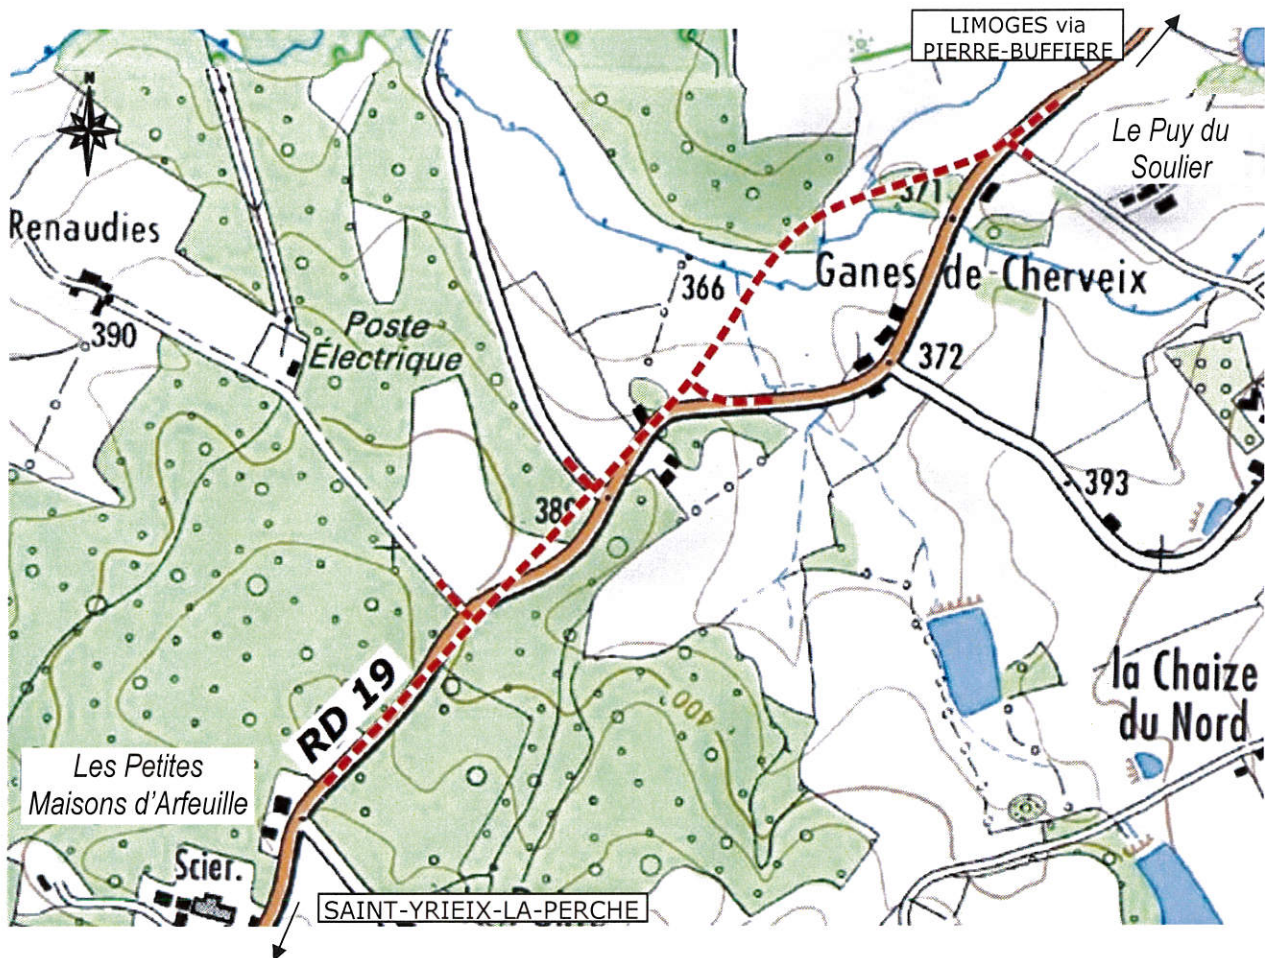 LIMOGES via
PIERRE-BUFFIERE
N
Le Puy du
Soulier
371
Renaudies
Ganes de Cherveix
366
390
Poste
Électrique
372
393
389
la Chaize
du Nord
400
RD 19
Les Petites
Maisons d'Arfeuille
Scier.
SAINT-YRIEIX-LA-PERCHE